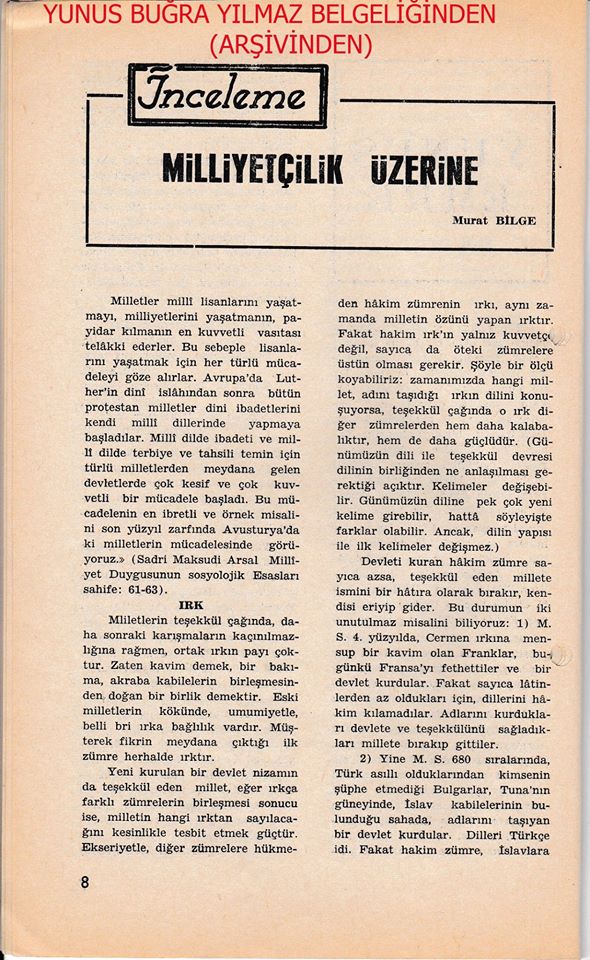 YUNUS BUĞRA YILMAZ BELGELİĞİNDEN
(ARŞİVİNDEN)
İnceleme
MİLLİYETÇİLİK ÜZERİNE
Murat BİLGE
Milletler millî lisanlarını yaşat-
mayı, milliyetlerini yaşatmanın, pa-
yidar kılmanın en kuvvetli vasıtası
telâkki ederler. Bu sebeple lisanla-
rını yaşatmak için her türlü müca-
deleyi göze alırlar. Avrupa'da Lut-
her'in dinî islâhından sonra bütün
protestan milletler dini ibadetlerini
kendi millî dillerinde yapmaya
başladılar. Millî dilde ibadeti ve mil-
lî dilde terbiye ve tahsili temin için
türlü milletlerden meydana gelen
devletlerde çok kesif ve çok kuv-
vetli bir mücadele başladı. Bu mü-
cadelenin en ibretli ve örnek misali-
ni son yüzyıl zarfında Avusturya'da
ki milletlerin mücadelesinde görü-
yoruz.» (Sadri Maksudi Arsal Millî-
yet Duygusunun sosyolojik Esasları
sahife: 61-63).
IRK
Mliletlerin teşekkül çağında, da-
ha sonraki karışmaların kaçınılmaz-
lığına rağmen, ortak ırkın payı çok-
tur. Zaten kavim demek, bir bakı-
ma, akraba kabilelerin birleşmesin-
den doğan bir birlik demektir. Eski
milletlerin kökünde, umumiyetle,
belli bri ırka bağlılık vardır. Müş-
terek fikrin meydana çıktığı ilk
zümre herhalde ırktır.
Yeni kurulan bir devlet nizamın
da teşekkül eden millet, eğer ırkça
farklı zümrelerin birleşmesi sonucu
ise, milletin hangi ırktan sayılaca-
ğını kesinlikle tesbit etmek güçtür.
Ekseriyetle, diğer zümrelere hükme-
den hâkim zümrenin ırkı, aynı za-
manda milletin özünü yapan ırktır.
Fakat hakim ırk'ın yalnız kuvvetçe
değil, sayıca da öteki zümrelere
üstün olması gerekir. Şöyle bir ölçü
koyabiliriz: zamanımızda hangi mil-
let, adını taşıdığı ırkın dilini konu-
şuyorsa, teşekkül çağında o ırk di-
ğer zümrelerden hem daha kalaba-
lıktır, hem de daha güçlüdür. (Gü-
nümüzün dili ile teşekkül devresi
dilinin birliğinden ne anlaşılması ge-
rektiği açıktır. Kelimeler değişebi-
lir. Günümüzün diline pek çok yeni
kelime girebilir, hattâ söyleyişte
farklar olabilir. Ancak, dilin yapısı
ile ilk kelimeler değişmez.)
Devleti kuran hâkim zümre sa-
yıca azsa, teşekkül eden millete
ismini bir hâtıra olarak bırakır, ken-
disi eriyip gider. Bu durumun iki
unutulmaz misalini biliyoruz: 1) M.
S. 4. yüzyılda, Cermen ırkına men-
sup bir kavim olan Franklar, bu-
günkü Fransa'yı fethettiler ve bir
devlet kurdular. Fakat sayıca lâtin-
lerden az oldukları için, dillerini hâ-
kim kılamadılar. Adlarını kurdukla-
rı devlete ve teşekkülünü sağladık-
ları millete bırakıp gittiler.
2) Yine M. S. 680 sıralarında,
Türk asıllı olduklarından kimsenin
şüphe etmediği Bulgarlar, Tuna'nın
güneyinde, İslav kabilelerinin bu-
lunduğu sahada, adlarını taşıyan
bir devlet kurdular. Dilleri Türkçe
idi. Fakat hakim zümre, İslavlara
8